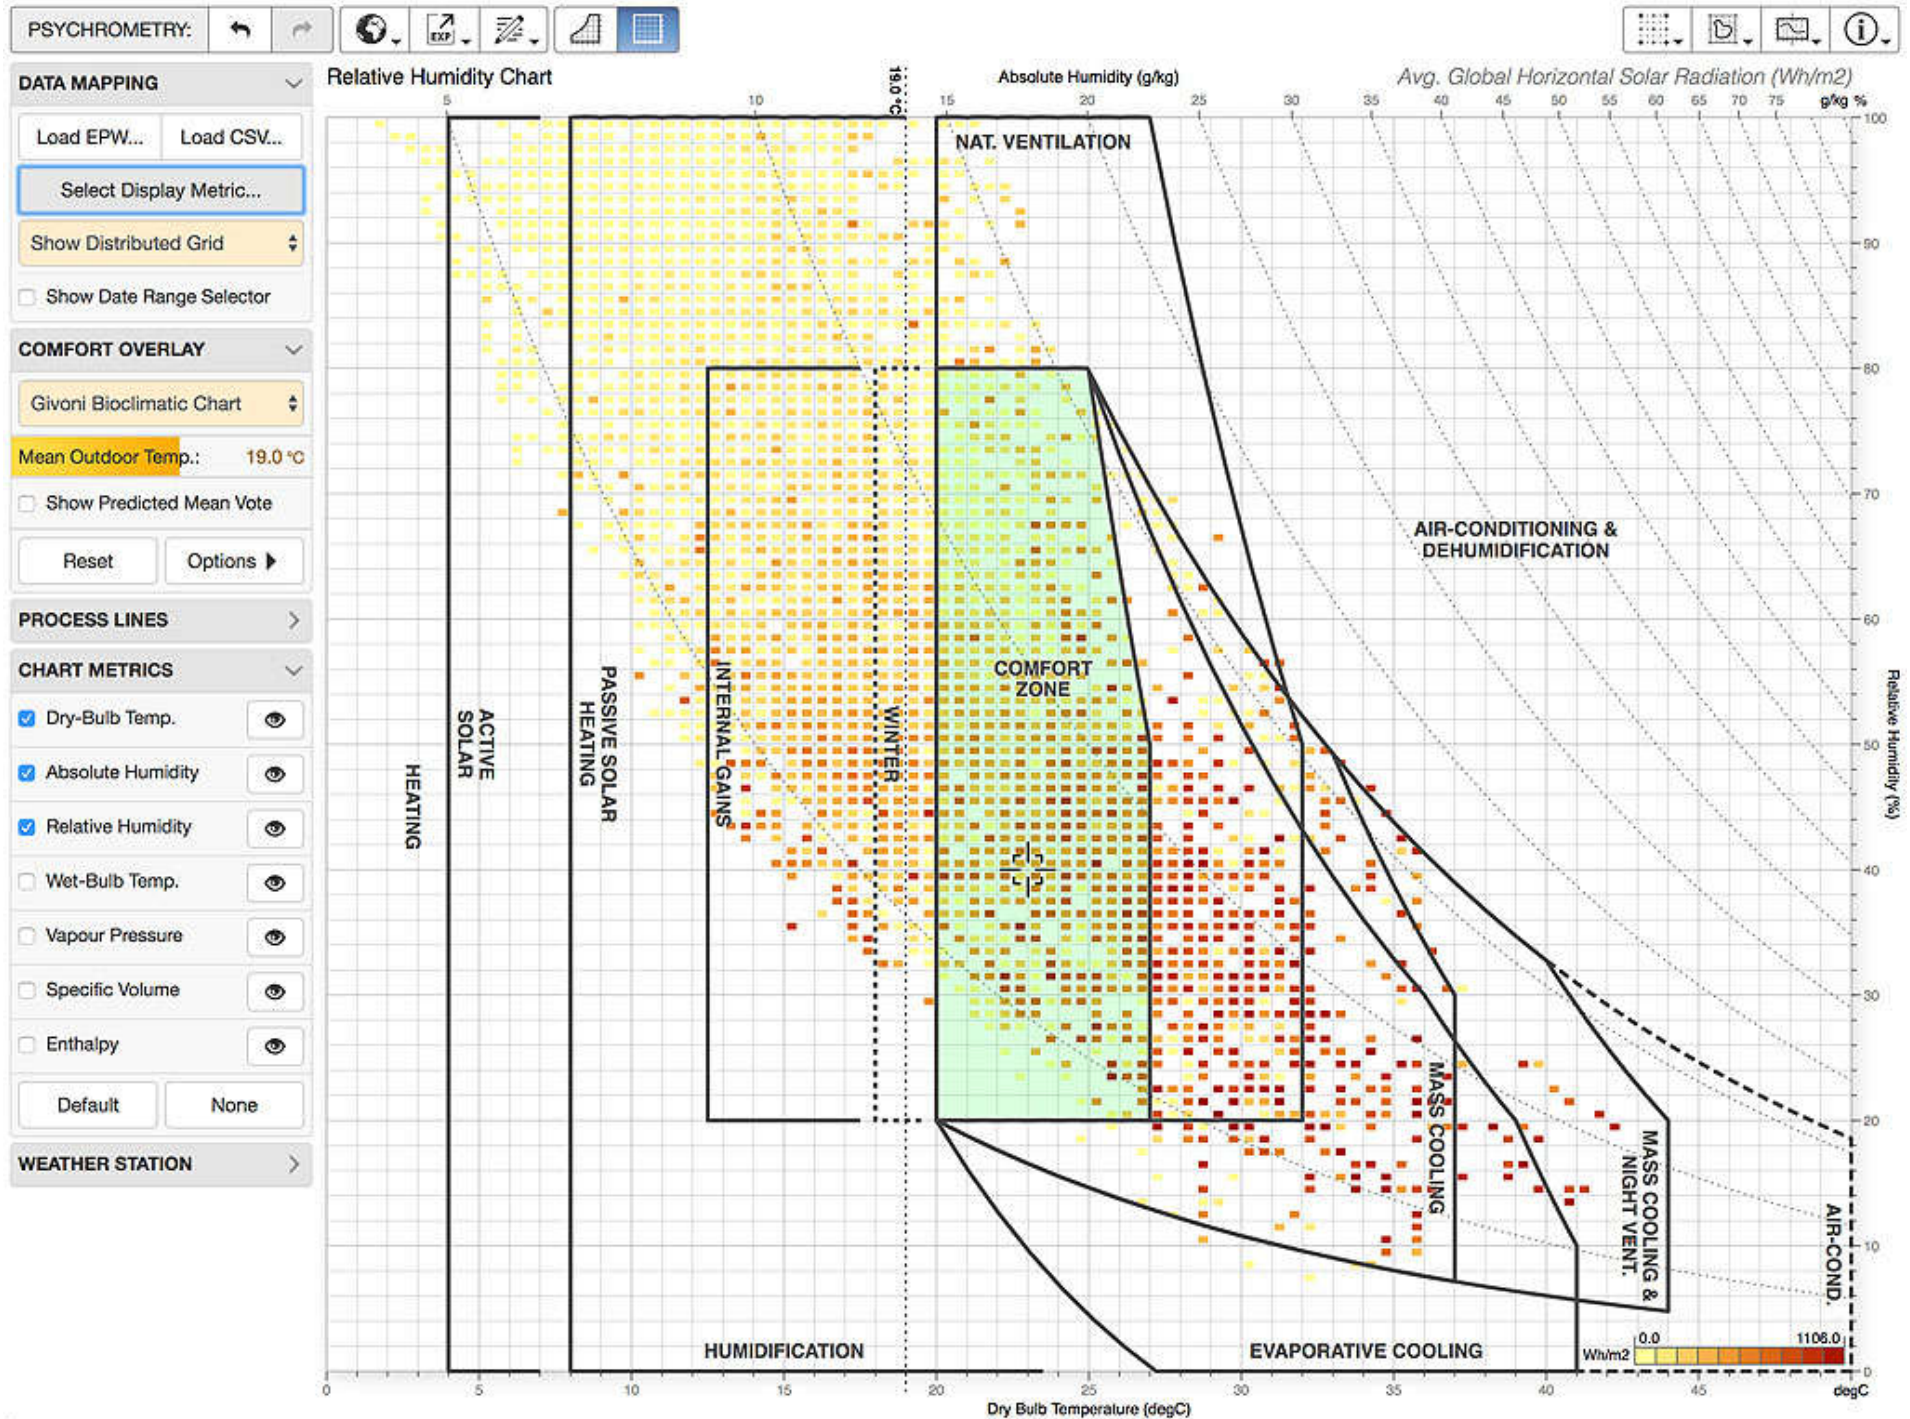 PSYCHROMETRY:
EXP
DATA MAPPING
Load EPW...
Load CSV...
Select Display Metric...
Show Distributed Grid
Show Date Range Selector
COMFORT OVERLAY
Givoni Bioclimatic Chart
Mean Outdoor Temp.: 19.0 °C
Show Predicted Mean Vote
Reset
Options
PROCESS LINES
CHART METRICS
Dry-Bulb Temp.
Absolute Humidity
Relative Humidity
Wet-Bulb Temp.
Vapour Pressure
Specific Volume
Enthalpy
Default
None
WEATHER STATION
Relative Humidity Chart
19.0 °C
Absolute Humidity (g/kg)
Avg. Global Horizontal Solar Radiation (Wh/m2)
5 10 15 20 25 30 35 40 45 50 55 60 65 70 75 g/kg %
100
90
80
70
60
50
40
30
20
10
0
Relative Humidity (%)
NAT. VENTILATION
AIR-CONDITIONING &
DEHUMIDIFICATION
COMFORT
ZONE
HEATING
ACTIVE
SOLAR
PASSIVE SOLAR
HEATING
INTERNAL GAINS
WINTER
MASS COOLING
MASS COOLING &
NIGHT VENT.
AIR-COND.
HUMIDIFICATION
EVAPORATIVE COOLING
0.0 1106.0
Wh/m2
0 5 10 15 20 25 30 35 40 45 degC
Dry Bulb Temperature (degC)